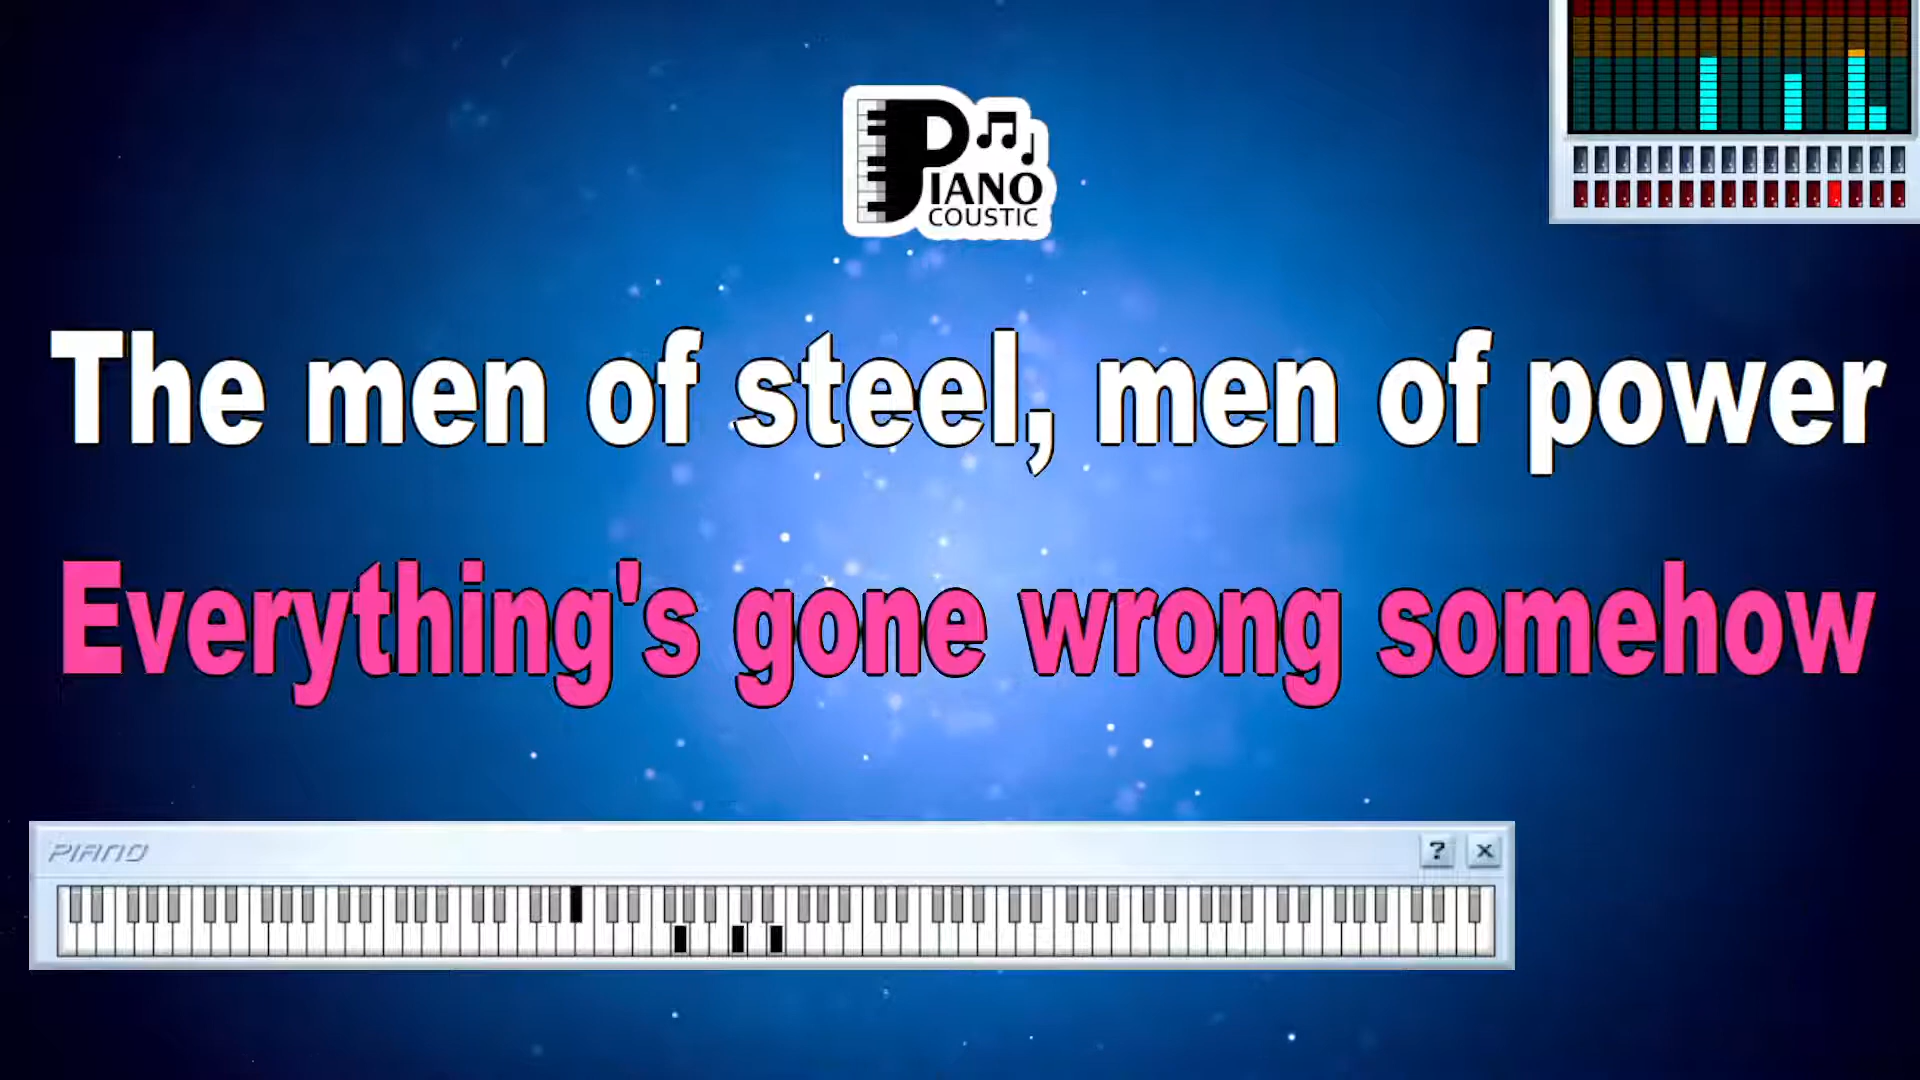 PIANO
COUSTIC
The men of steel, men of power
Everything's gone wrong somehow
PIANO
?
X